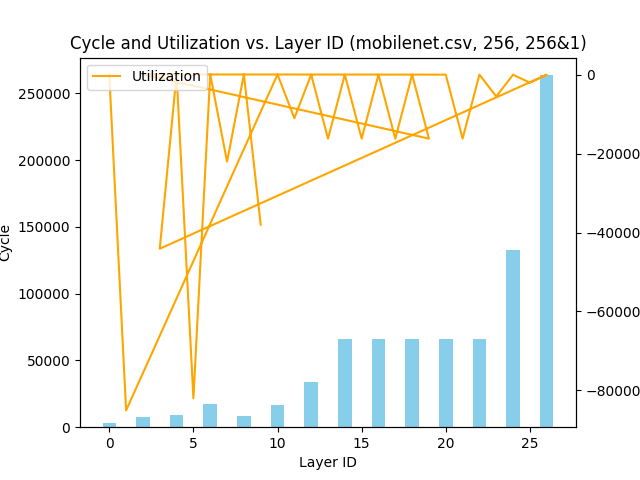 Cycle and Utilization vs. Layer ID (mobilenet.csv, 256, 256&1)
Utilization
250000
200000
150000
100000
50000
0
Cycle
0
−20000
−40000
−60000
−80000
0 5 10 15 20 25
Layer ID